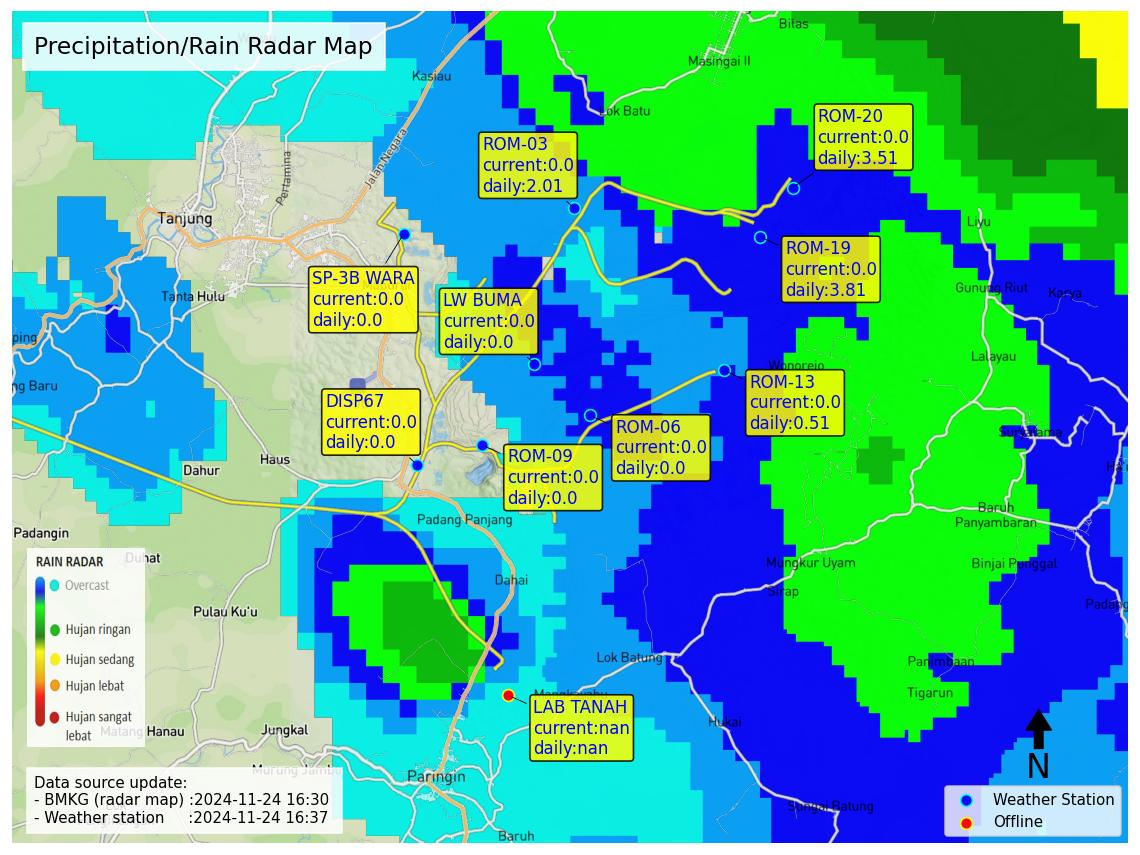 Precipitation/Rain Radar Map
Bilas
Masingai II
Kasiau
Lok Batu
Jalan Negara
Pertamina
ROM-20
current:0.0
daily:3.51
ROM-03
current:0.0
daily:2.01
Tanjung
Liyu
ROM-19
current:0.0
daily:3.81
SP-3B WARA
current:0.0
daily:0.0
LW BUMA
current:0.0
daily:0.0
Tanta Hulu
Gunung Riut
Karya
ping
Lalayau
Wonorejo
ng Baru
ROM-13
current:0.0
daily:0.51
DISP67
current:0.0
daily:0.0
ROM-06
current:0.0
daily:0.0
Suryatama
Haus
Dahur
ROM-09
current:0.0
daily:0.0
Padang Panjang
Baruh
Panyambaran
Padangin
Duhat
Mungkur Uyam
Binjai Punggal
Dahai
Sirap
Padang
Pulau Ku'u
RAIN RADAR
Overcast
Hujan ringan
Hujan sedang
Hujan lebat
Hujan sangat
lebat
Lok Batung
Panimbaan
Tigarun
LAB TANAH
current:nan
daily:nan
Hukai
Matang Hanau
Jungkal
Murung Jambu
Paringin
N
Data source update:
- BMKG (radar map) :2024-11-24 16:30
- Weather station :2024-11-24 16:37
Sungai Batung
Baruh
Weather Station
Offline